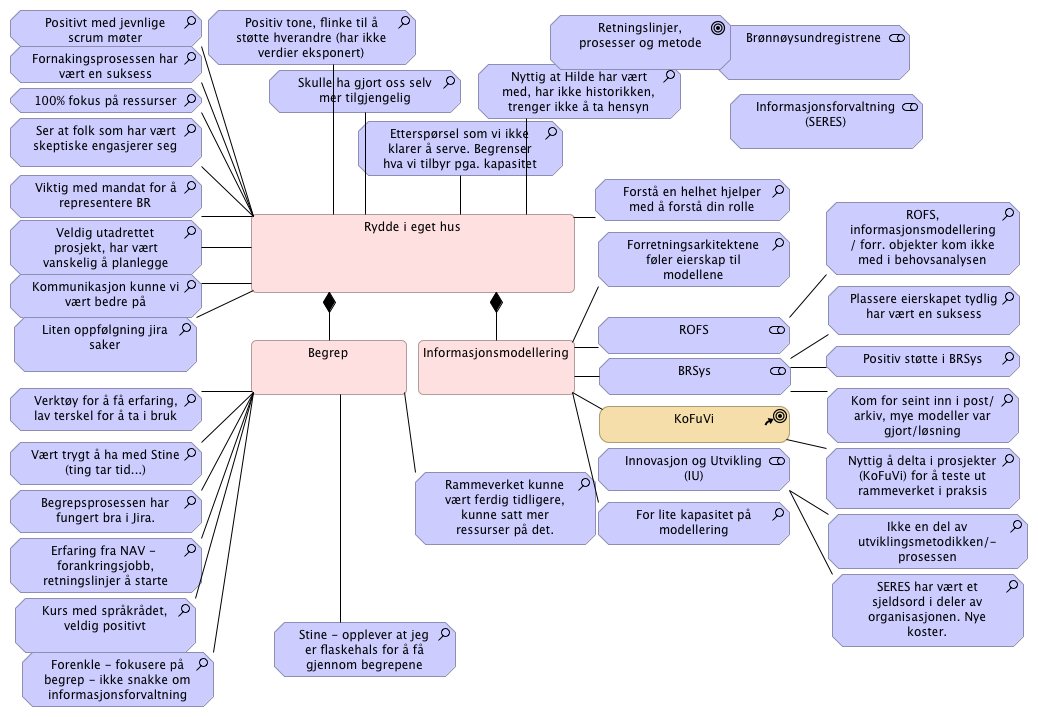 Positivt med jevnlige
scrum møter
Positiv tone, flinke til å
støtte hverandre (har ikke
verdier eksponert)
Retningslinjer,
prosesser og metode
Brønnøysundregistrene
Fornakingsprosessen har
vært en suksess
Skulle ha gjort oss selv
mer tilgjengelig
Nyttig at Hilde har vært
med, har ikke historikken,
trenger ikke å ta hensyn
100% fokus på ressurser
Informasjonsforvaltning
(SERES)
Ser at folk som har vært
skeptiske engasjerer seg
Etterspørsel som vi ikke
klarer å serve. Begrenser
hva vi tilbyr pga. kapasitet
Viktig med mandat for å
representere BR
Forstå en helhet hjelper
med å forstå din rolle
Rydde i eget hus
Veldig utadrettet
prosjekt, har vært
vanskelig å planlegge
Forretningsarkitektene
føler eierskap til
modellene
ROFS,
informasjonsmodellering
/ forr. objekter kom ikke
med i behovsanalysen
Kommunikasjon kunne vi
vært bedre på
Plassere eierskapet tydlig
har vært en suksess
Liten oppfølgning jira
saker
ROFS
Begrep
Informasjonsmodellering
BRSys
Positiv støtte i BRSys
Verktøy for å få erfaring,
lav terskel for å ta i bruk
KoFuVi
Kom for seint inn i post/
arkiv, mye modeller var
gjort/løsning
Vært trygt å ha med Stine
(ting tar tid...)
Innovasjon og Utvikling
(IU)
Nyttig å delta i prosjekter
(KoFuVi) for å teste ut
rammeverket i praksis
Begrepsprosessen har
fungert bra i Jira.
Rammeverket kunne
vært ferdig tidligere,
kunne satt mer
ressurser på det.
For lite kapasitet på
modellering
Ikke en del av
utviklingsmetodikken/-
prosessen
Erfaring fra NAV -
forankringsjobb,
retningslinjer å starte
SERES har vært et
sjeldsord i deler av
organisasjonen. Nye
koster.
Kurs med språkrådet,
veldig positivt
Stine - opplever at jeg
er flaskehals for å få
gjennom begrepene
Forenkle - fokusere på
begrep - ikke snakke om
informasjonsforvaltning